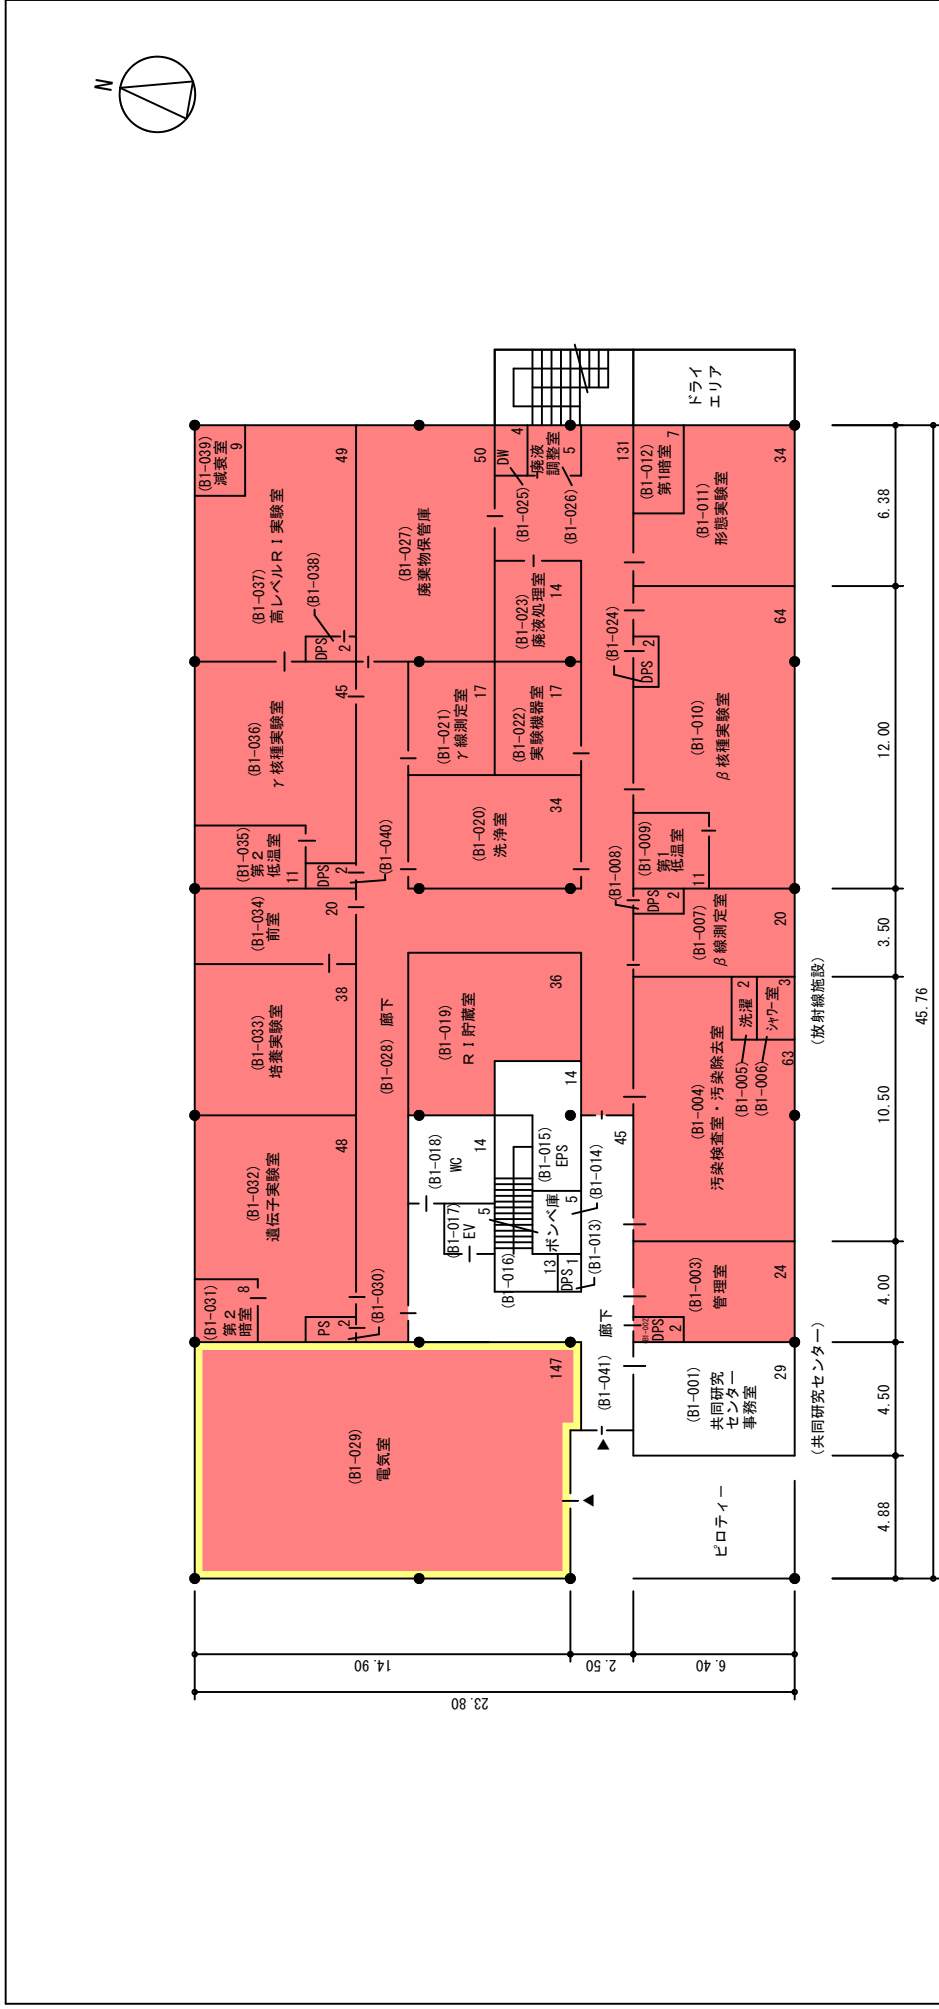 N
(B1-039)
減衰室
9
(B1-037)
高レベルＲＩ実験室
49
(B1-038)
DPS
2
(B1-036)
γ核種実験室
45
(B1-035)
第２
低温室
11
DPS
2
(B1-040)
(B1-034)
前室
20
(B1-033)
培養実験室
38
(B1-032)
遺伝子実験室
48
(B1-031)
第２
暗室
8
PS
2
(B1-030)
(B1-028) 廊下
(B1-027)
廃棄物保管庫
50
DW
4
(B1-025)
廃液
調整室
5
(B1-026)
(B1-023)
廃液処理室
14
(B1-021)
γ線測定室
17
(B1-022)
実験機器室
17
(B1-020)
洗浄室
34
(B1-019)
ＲＩ貯蔵室
36
(B1-018)
WC
14
(B1-017)
EV
5
(B1-016)
13
(B1-015)
EPS
14
ボンベ庫
5
(B1-014)
DPS
1
(B1-013)
131
45
廊下
(B1-041)
(B1-029)
電気室
147
ドライ
エリア
(B1-012)
第1暗室
7
(B1-011)
形態実験室
34
(B1-024)
DPS
2
(B1-010)
β核種実験室
64
(B1-009)
第1
低温室
11
(B1-008)
DPS
2
(B1-007)
β線測定室
20
(B1-004)
汚染検査室・汚染除去室
63
洗濯
2
(B1-005)
シャワー室
3
(B1-006)
(B1-003)
管理室
24
(B1-002)
DPS
2
(B1-001)
共同研究
センター
事務室
29
ピロティー
(放射線施設)
(共同研究センター)
6.38
12.00
3.50
10.50
4.00
4.50
4.88
45.76
14.90
2.50
6.40
23.80